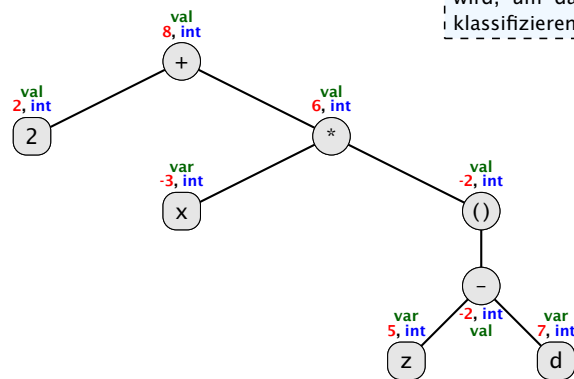 wird, um da
klassifizieren
val
8, int
+
val
2, int
2
val
6, int
*
var
-3, int
x
val
-2, int
()
-
-2, int
val
var
5, int
z
var
7, int
d